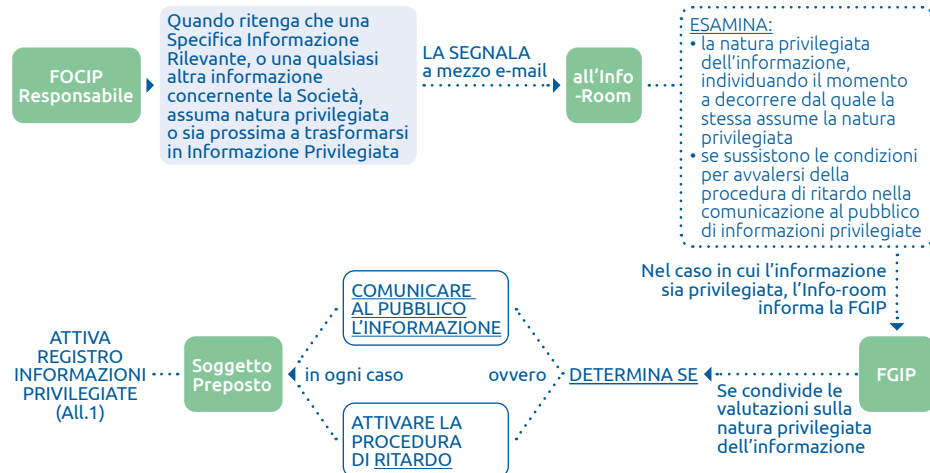 FOCIP
Responsabile
Quando ritenga che una
Specifica Informazione
Rilevante, o una qualsiasi
altra informazione
concernente la Società,
assuma natura privilegiata
o sia prossima a trasformarsi
in Informazione Privilegiata
LA SEGNALA
a mezzo e-mail
all’Info
-Room
ESAMINA:
• la natura privilegiata
dell’informazione,
individuando il momento
a decorrere dal quale la
stessa assume la natura
privilegiata
• se sussistono le condizioni
per avvalersi della
procedura di ritardo nella
comunicazione al pubblico
di informazioni privilegiate
Nel caso in cui l’informazione
sia privilegiata, l’Info-room
informa la FGIP
FGIP
Se condivide le
valutazioni sulla
natura privilegiata
dell’informazione
DETERMINA SE
COMUNICARE
AL PUBBLICO
L’INFORMAZIONE
ovvero
ATTIVARE LA
PROCEDURA
DI RITARDO
in ogni caso
Soggetto
Preposto
ATTIVA
REGISTRO
INFORMAZIONI
PRIVILEGIATE
(All.1)